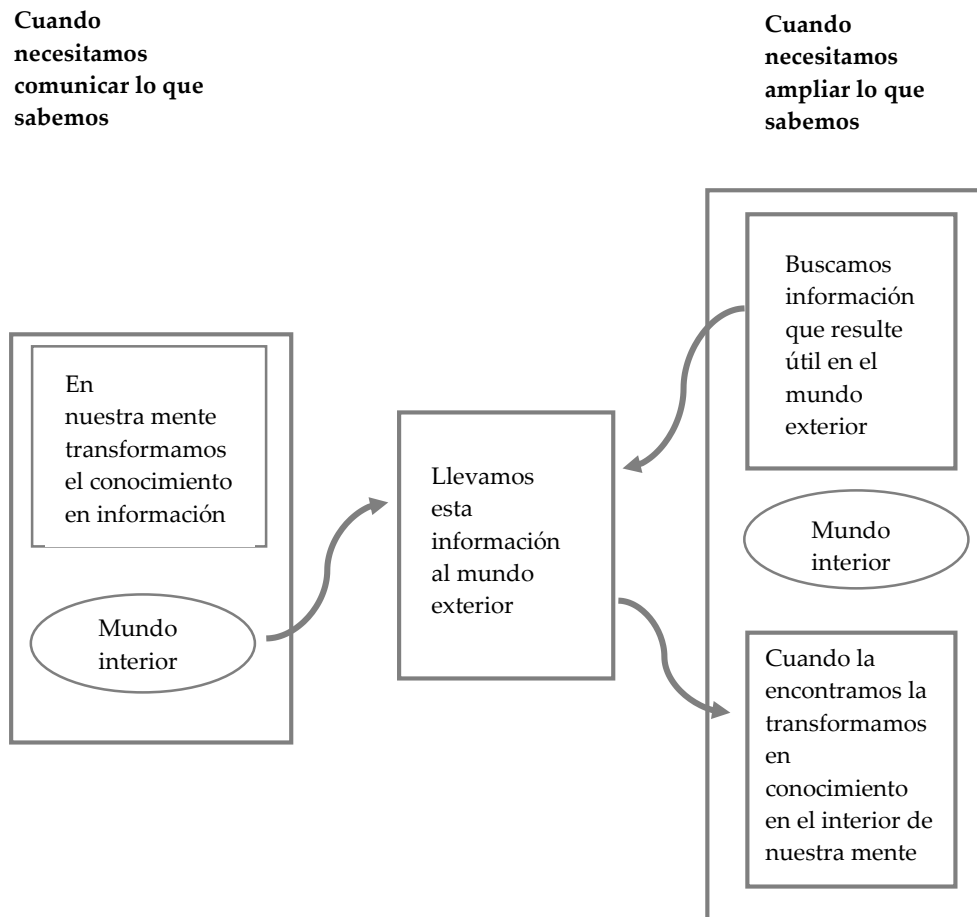 Cuando
necesitamos
comunicar lo que
sabemos
Cuando
necesitamos
ampliar lo que
sabemos
En
nuestra mente
transformamos
el conocimiento
en información
Mundo
interior
Llevamos
esta
información
al mundo
exterior
Buscamos
información
que resulte
útil en el
mundo
exterior
Mundo
interior
Cuando la
encontramos la
transformamos
en
conocimiento
en el interior de
nuestra mente